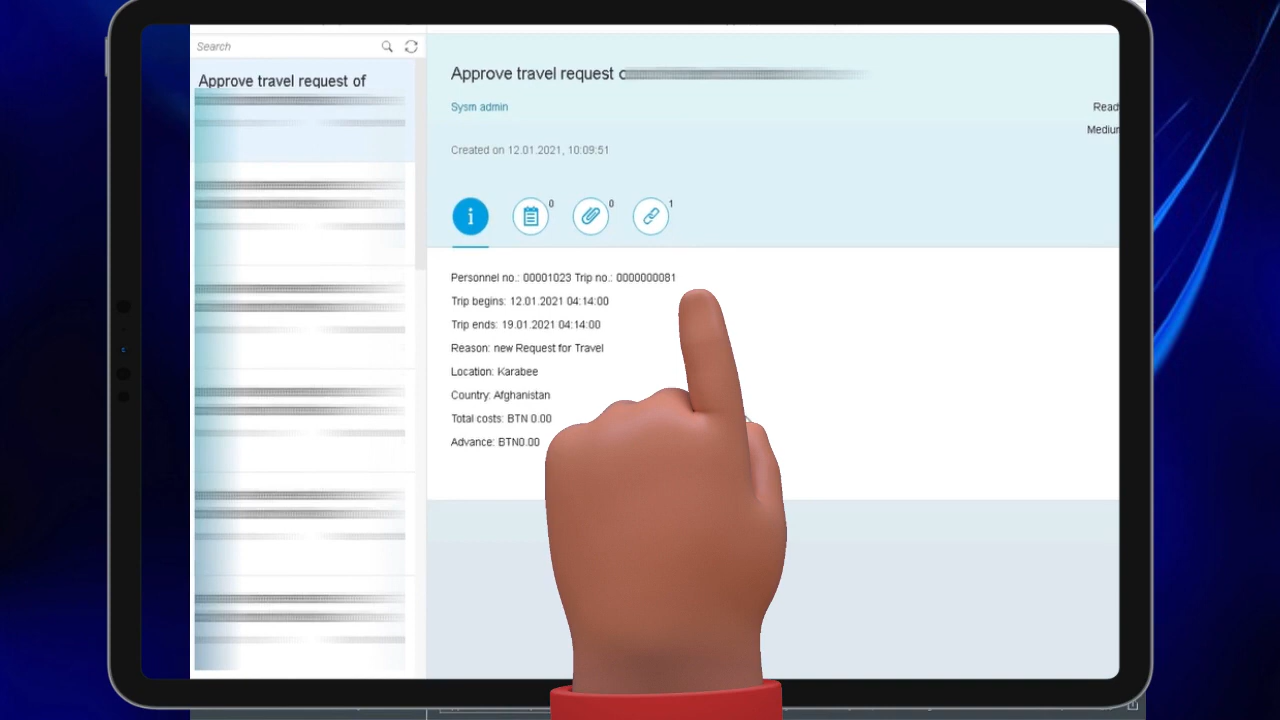 Search
Approve travel request of
Approve travel request
Sysm admin
Created on 12.01.2021, 10:09:51
0
0
1
Personnel no.: 00001023 Trip no.: 0000000081
Trip begins: 12.01.2021 04:14:00
Trip ends: 19.01.2021 04:14:00
Reason: new Request for Travel
Location: Karabee
Country: Afghanistan
Total costs: BTN 0.00
Advance: BTN0.00